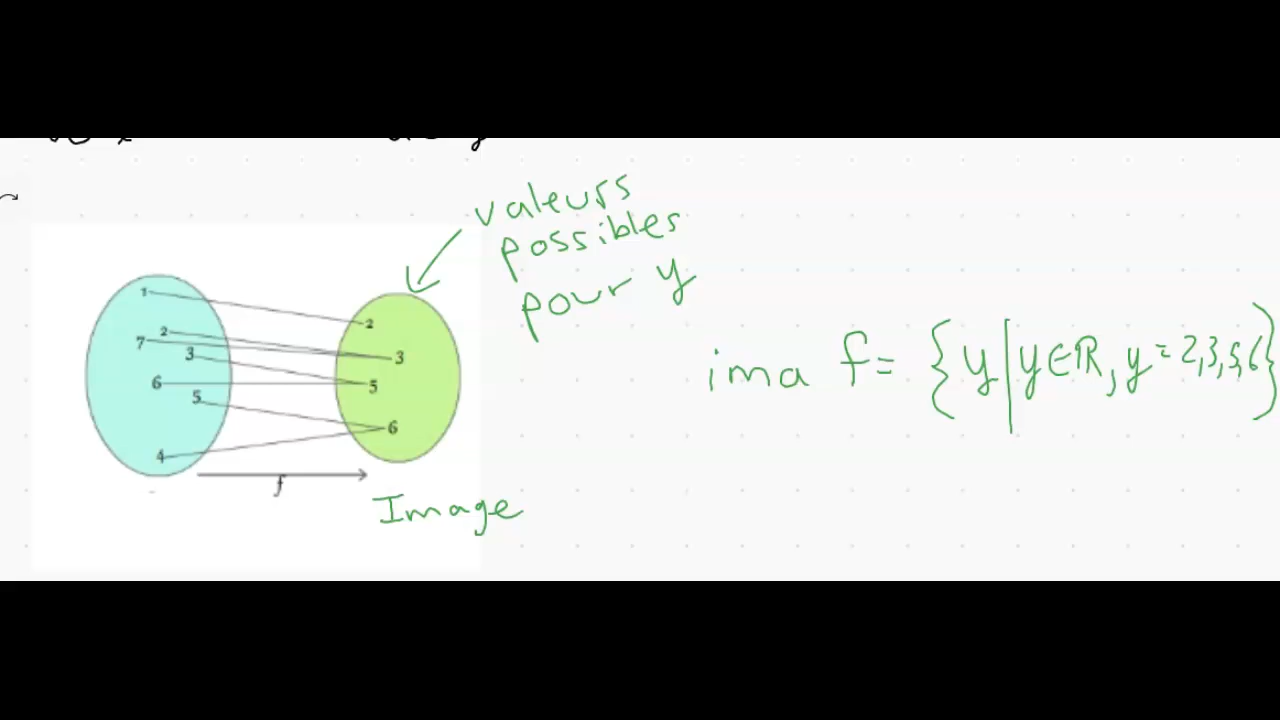 valeurs
possibles
pour y
1
2
7
3
6
5
4
2
3
5
6
f
Image
ima f = {y | y ∈ ℝ, y = 2,3,5,6}